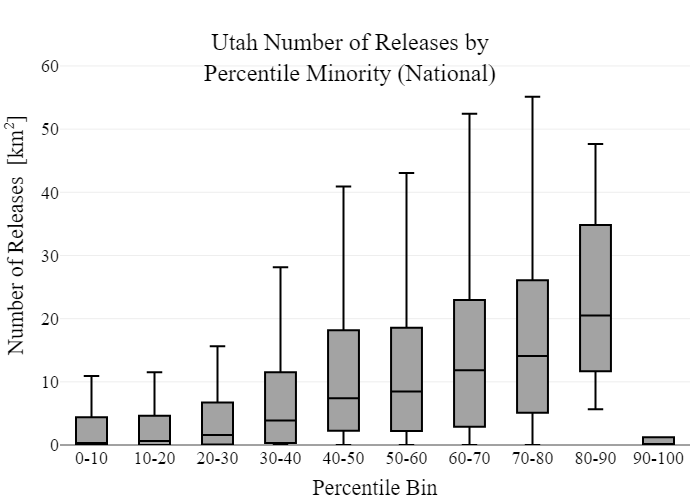 Utah Number of Releases by
Percentile Minority (National)
Number of Releases [km²]
60
50
40
30
20
10
0
0-10 10-20 20-30 30-40 40-50 50-60 60-70 70-80 80-90 90-100
Percentile Bin